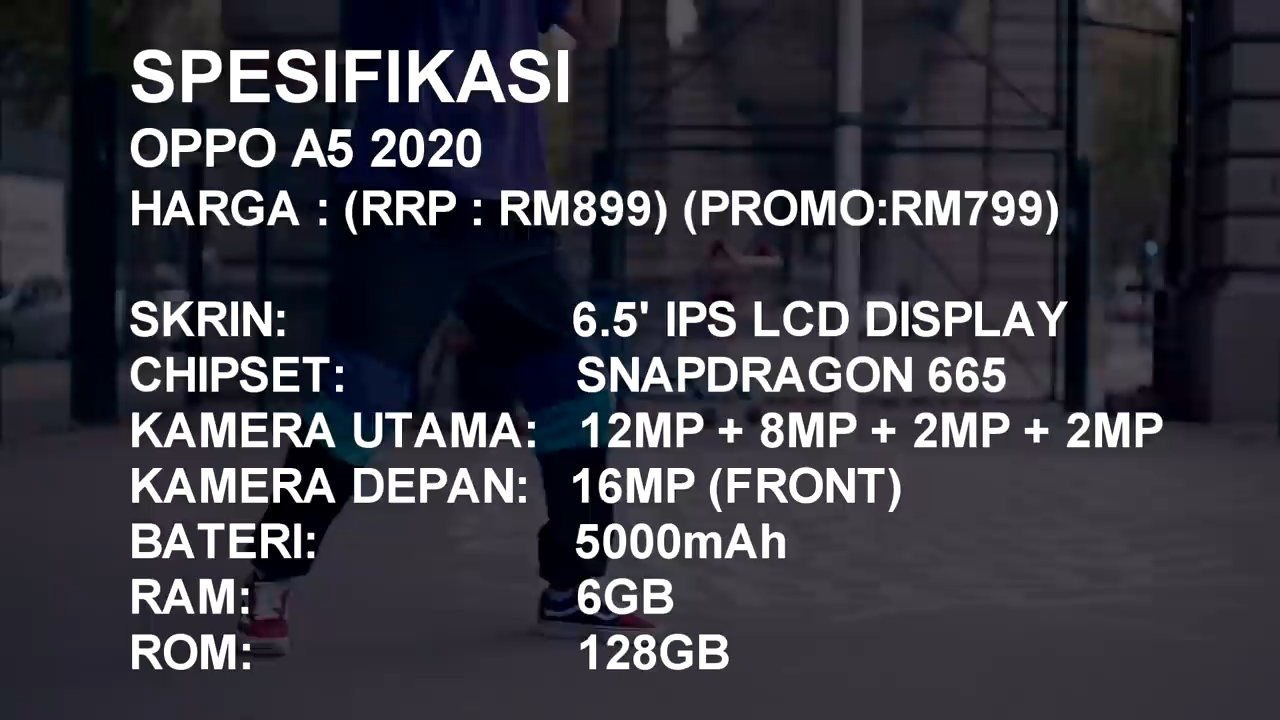 SPESIFIKASI
OPPO A5 2020
HARGA : (RRP : RM899) (PROMO:RM799)
SKRIN: 6.5' IPS LCD DISPLAY
CHIPSET: SNAPDRAGON 665
KAMERA UTAMA: 12MP + 8MP + 2MP + 2MP
KAMERA DEPAN: 16MP (FRONT)
BATERI: 5000mAh
RAM: 6GB
ROM: 128GB